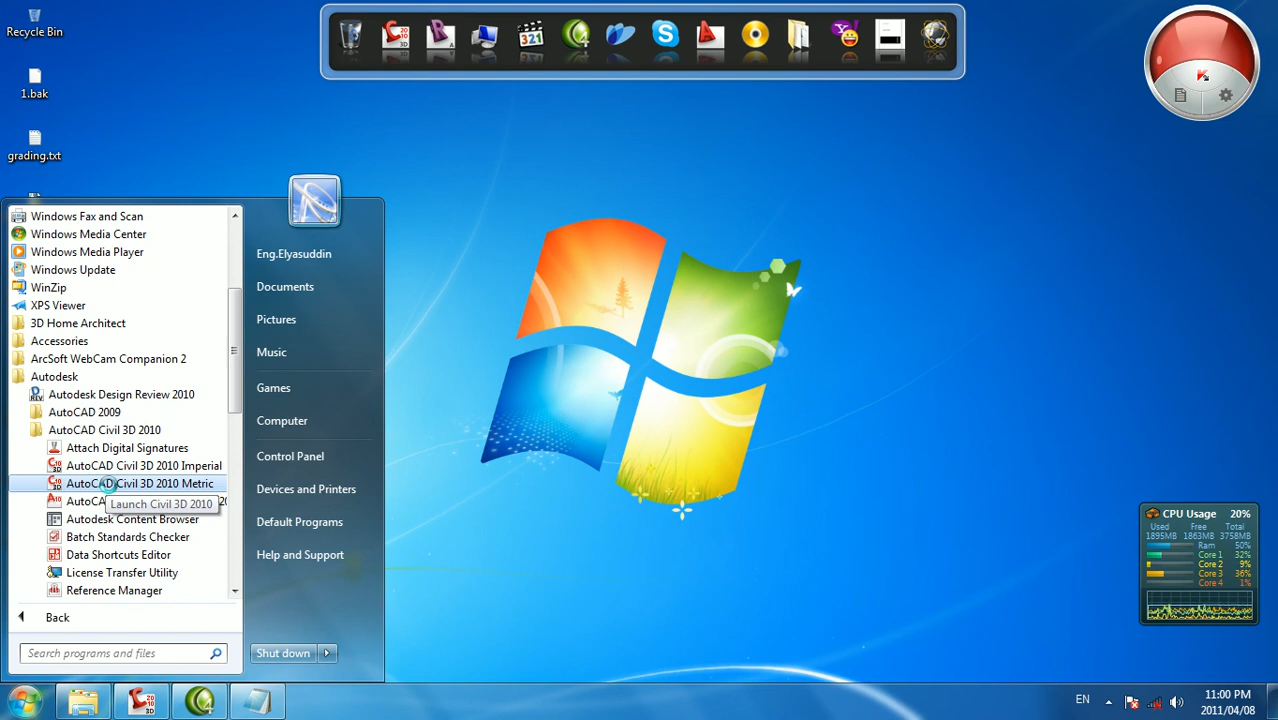 Recycle Bin
1.bak
grading.txt
2010
3D
R
A
321
4
S
A
Y!
K
Windows Fax and Scan
Windows Media Center
Windows Media Player
Windows Update
WinZip
XPS Viewer
3D Home Architect
Accessories
ArcSoft WebCam Companion 2
Autodesk
Autodesk Design Review 2010
AutoCAD 2009
AutoCAD Civil 3D 2010
Attach Digital Signatures
AutoCAD Civil 3D 2010 Imperial
AutoCAD Civil 3D 2010 Metric
AutoCA
Launch Civil 3D 2010
Autodesk Content Browser
Batch Standards Checker
Data Shortcuts Editor
License Transfer Utility
Reference Manager
Back
Search programs and files
Eng.Elyasuddin
Documents
Pictures
Music
Games
Computer
Control Panel
Devices and Printers
Default Programs
Help and Support
Shut down
CPU Usage 20%
Used Free Total
1895MB 1863MB 3758MB
Ram 50%
Core 1 32%
Core 2 9%
Core 3 36%
Core 4 1%
EN
11:00 PM
2011/04/08